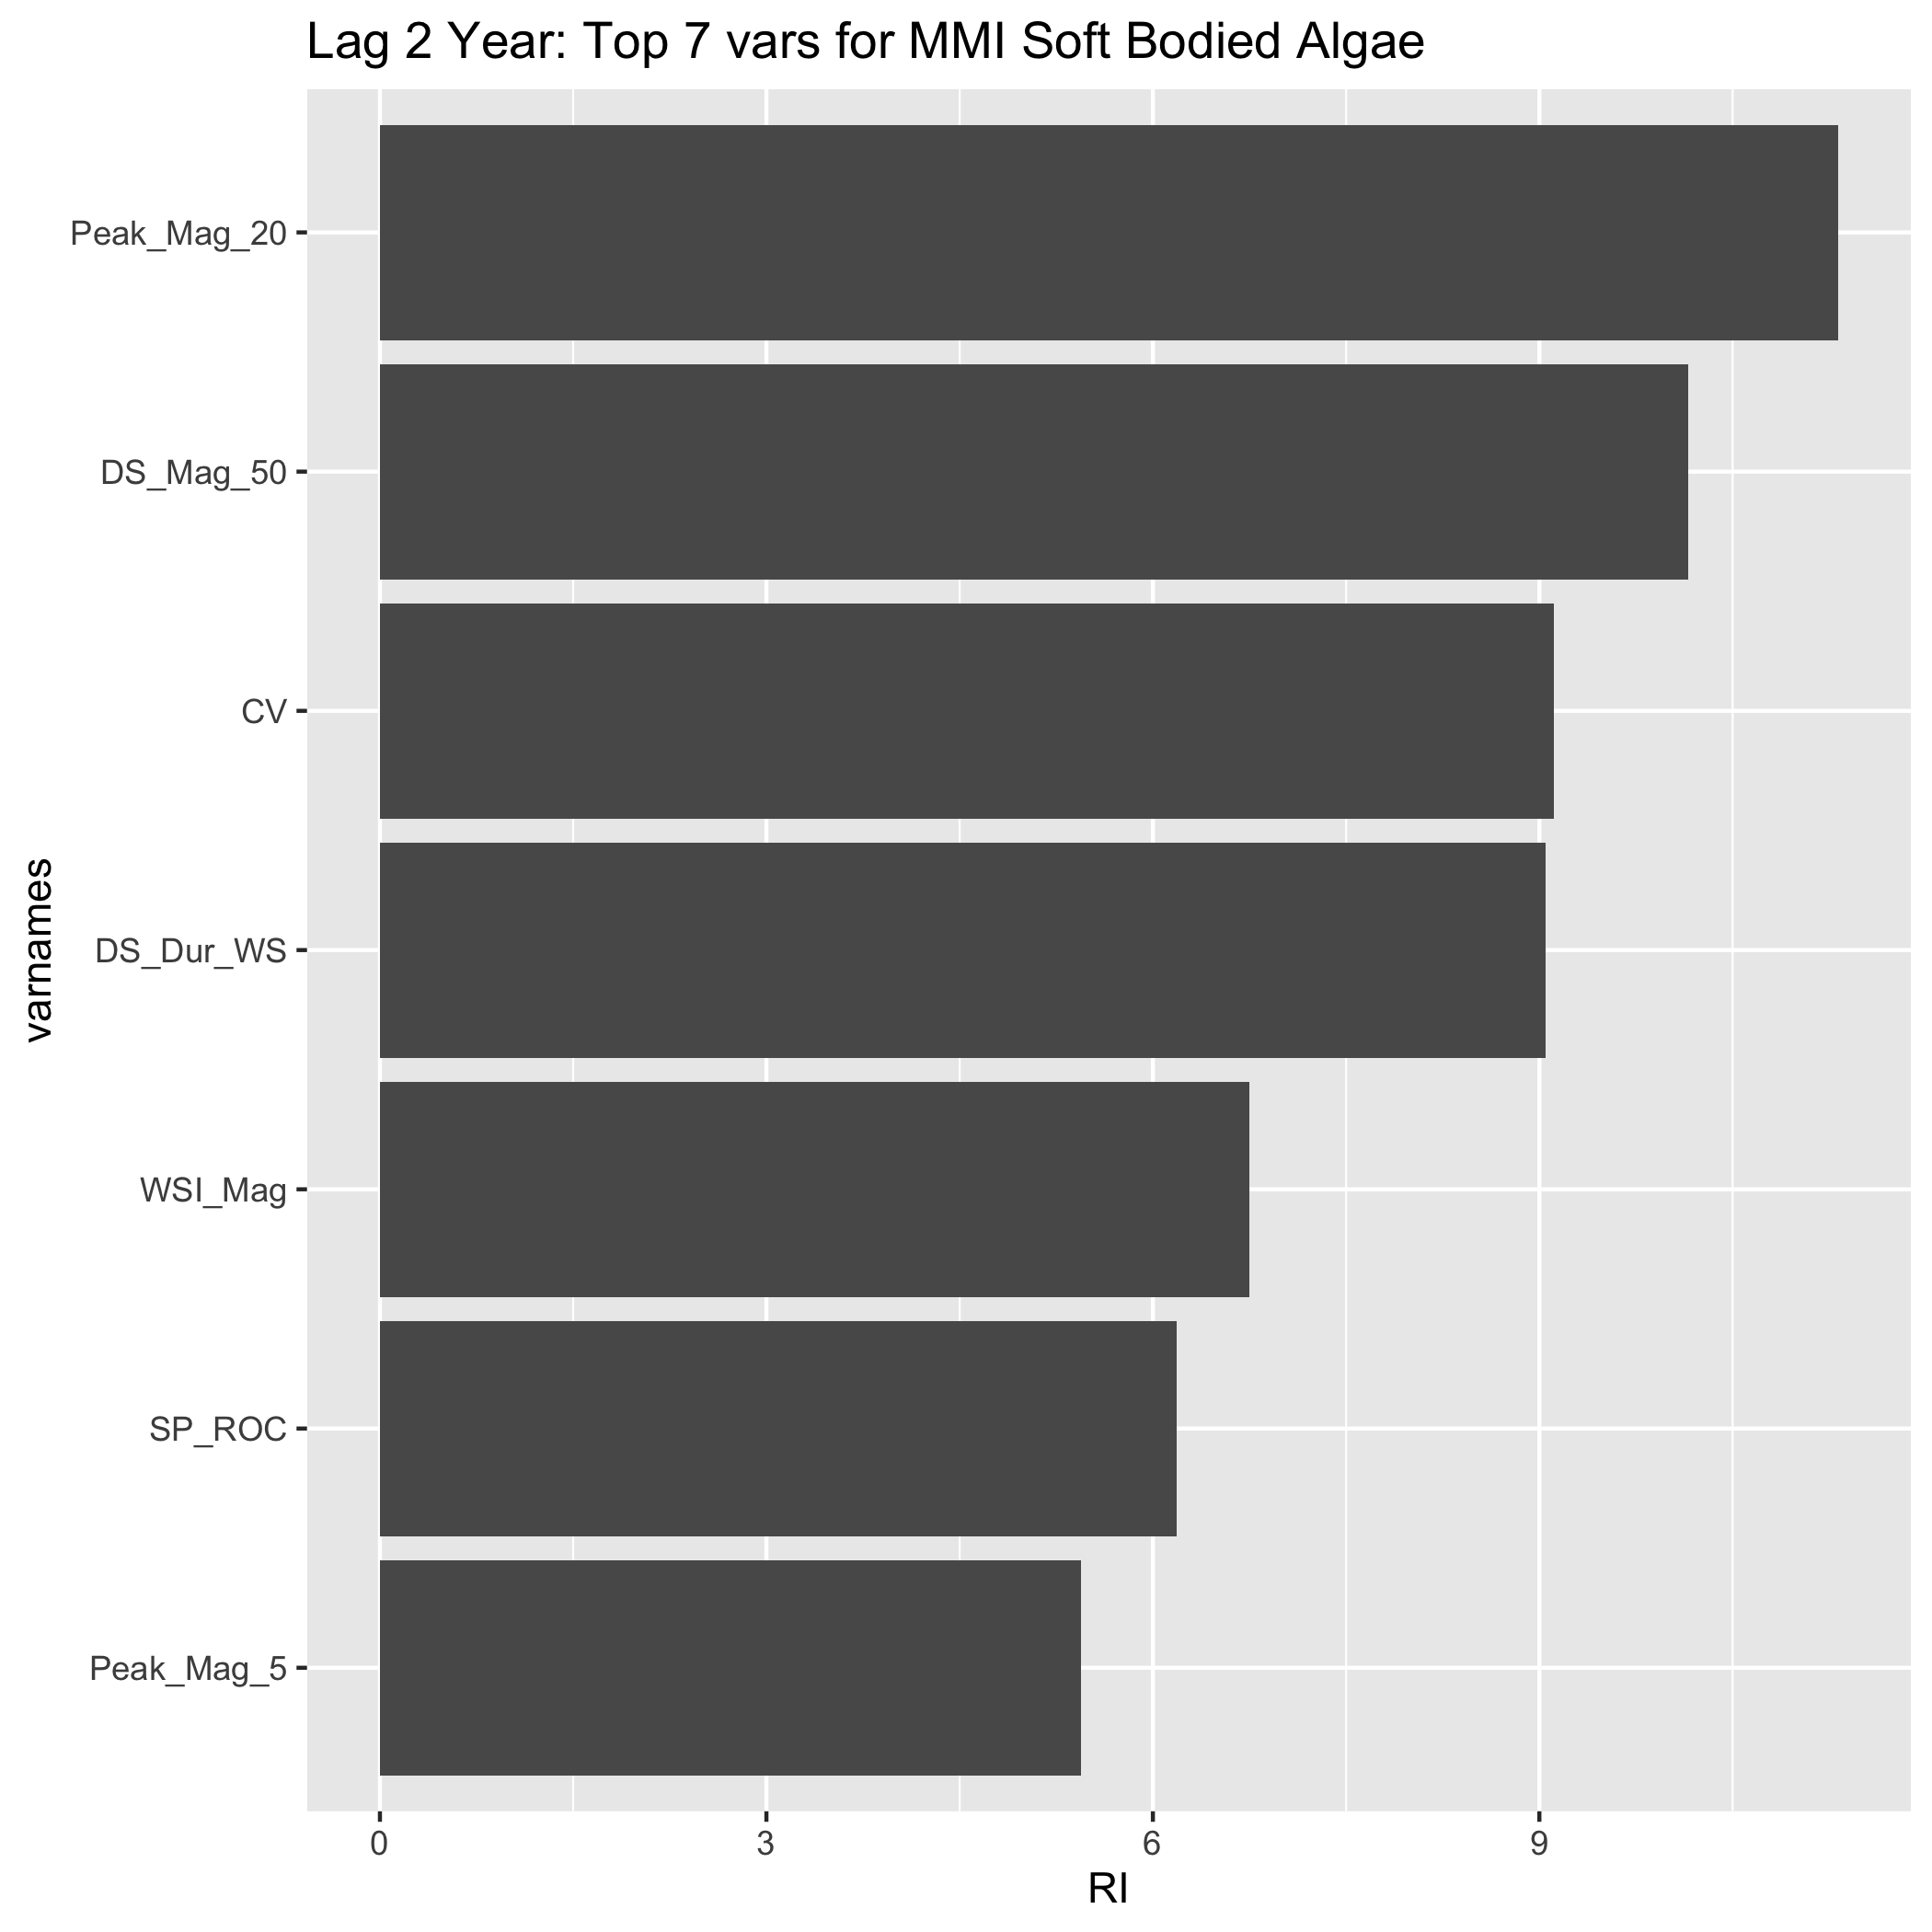 Lag 2 Year: Top 7 vars for MMI Soft Bodied Algae
varnames
Peak_Mag_20
DS_Mag_50
CV
DS_Dur_WS
WSI_Mag
SP_ROC
Peak_Mag_5
0 3 6 9
RI